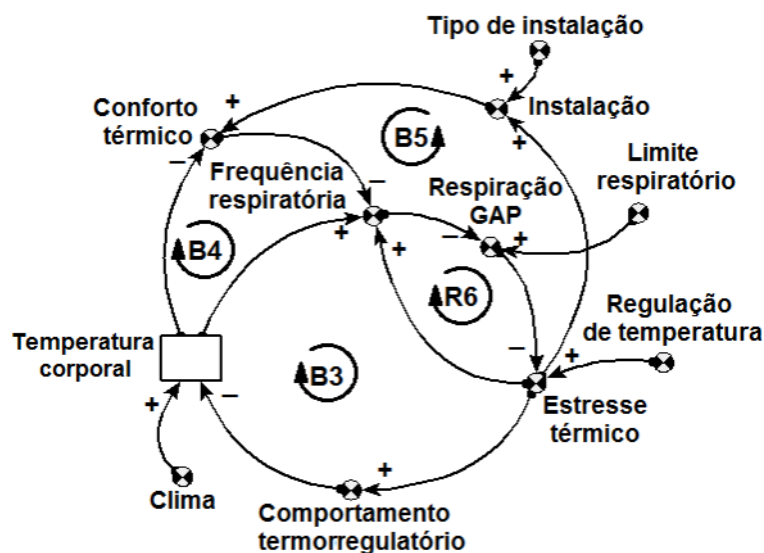 Tipo de instalação
+
Instalação
+
+
Conforto
térmico
–
B5
–
Frequência
respiratória
+
+
Respiração
GAP
–
+
Limite
respiratório
B4
R6
–
Regulação
de temperatura
+
Temperatura
corporal
B3
Estresse
térmico
+
–
Clima
+
Comportamento
termorregulatório